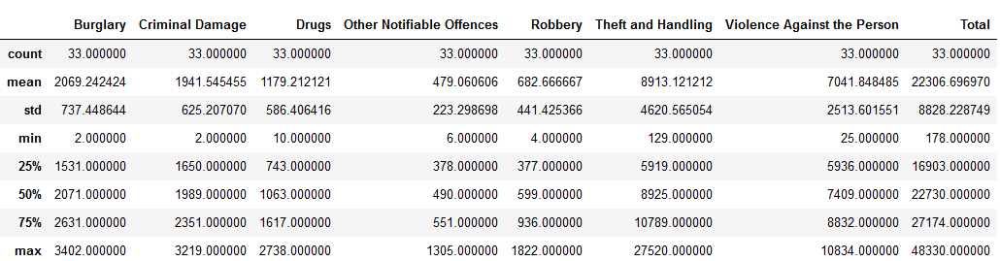 Burglary Criminal Damage Drugs Other Notifiable Offences Robbery Theft and Handling Violence Against the Person Total
count 33.000000 33.000000 33.000000 33.000000 33.000000 33.000000 33.000000 33.000000
mean 2069.242424 1941.545455 1179.212121 479.060606 682.666667 8913.121212 7041.848485 22306.696970
std 737.448644 625.207070 586.406416 223.298698 441.425366 4620.565054 2513.601551 8828.228749
min 2.000000 2.000000 10.000000 6.000000 4.000000 129.000000 25.000000 178.000000
25% 1531.000000 1650.000000 743.000000 378.000000 377.000000 5919.000000 5936.000000 16903.000000
50% 2071.000000 1989.000000 1063.000000 490.000000 599.000000 8925.000000 7409.000000 22730.000000
75% 2631.000000 2351.000000 1617.000000 551.000000 936.000000 10789.000000 8832.000000 27174.000000
max 3402.000000 3219.000000 2738.000000 1305.000000 1822.000000 27520.000000 10834.000000 48330.000000